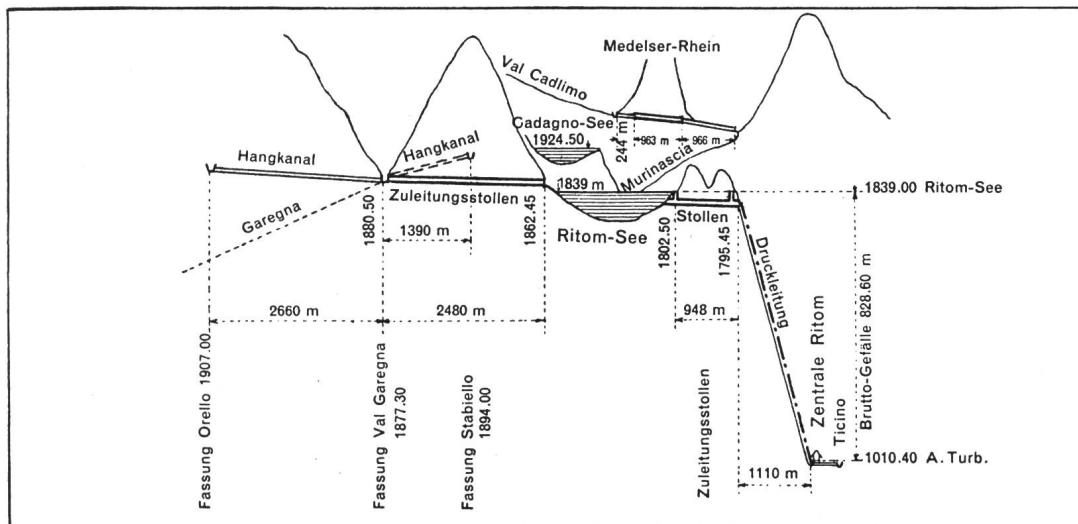 Medelser-Rhein
Val Cadlimo
Cadagno-See
1924.50
244 m
963 m
966 m
Murinascia
Hangkanal
Hangkanal
Zuleitungsstollen
1839 m
1839.00 Ritom-See
Garegna
1880.50
1390 m
1862.45
Ritom-See
1802.50
Stollen
1795.45
Druckleitung
2660 m
2480 m
948 m
Brutto-Gefälle 828.60 m
Zentrale Ritom
Ticino
Fassung Orello 1907.00
Fassung Val Garegna
1877.30
Fassung Stabiello
1894.00
Zuleitungsstollen
1010.40 A. Turb.
1110 m